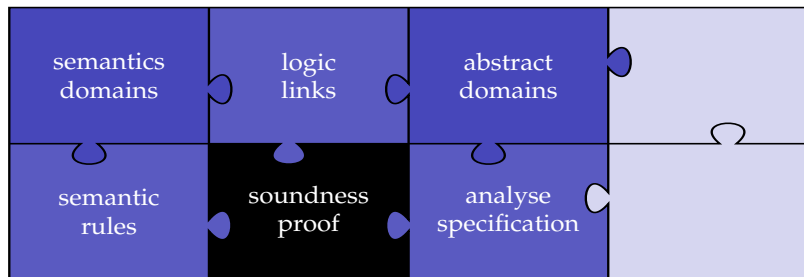 semantics
domains
logic
links
abstract
domains
semantic
rules
soundness
proof
analyse
specification